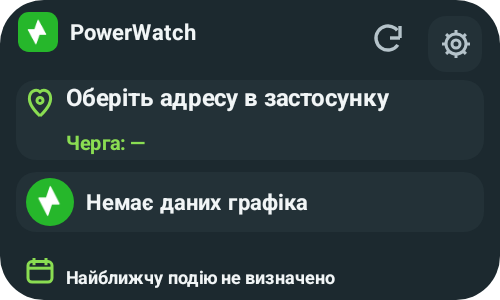 PowerWatch
Оберіть адресу в застосунку
Черга: —
Немає даних графіка
Найближчу подію не визначено